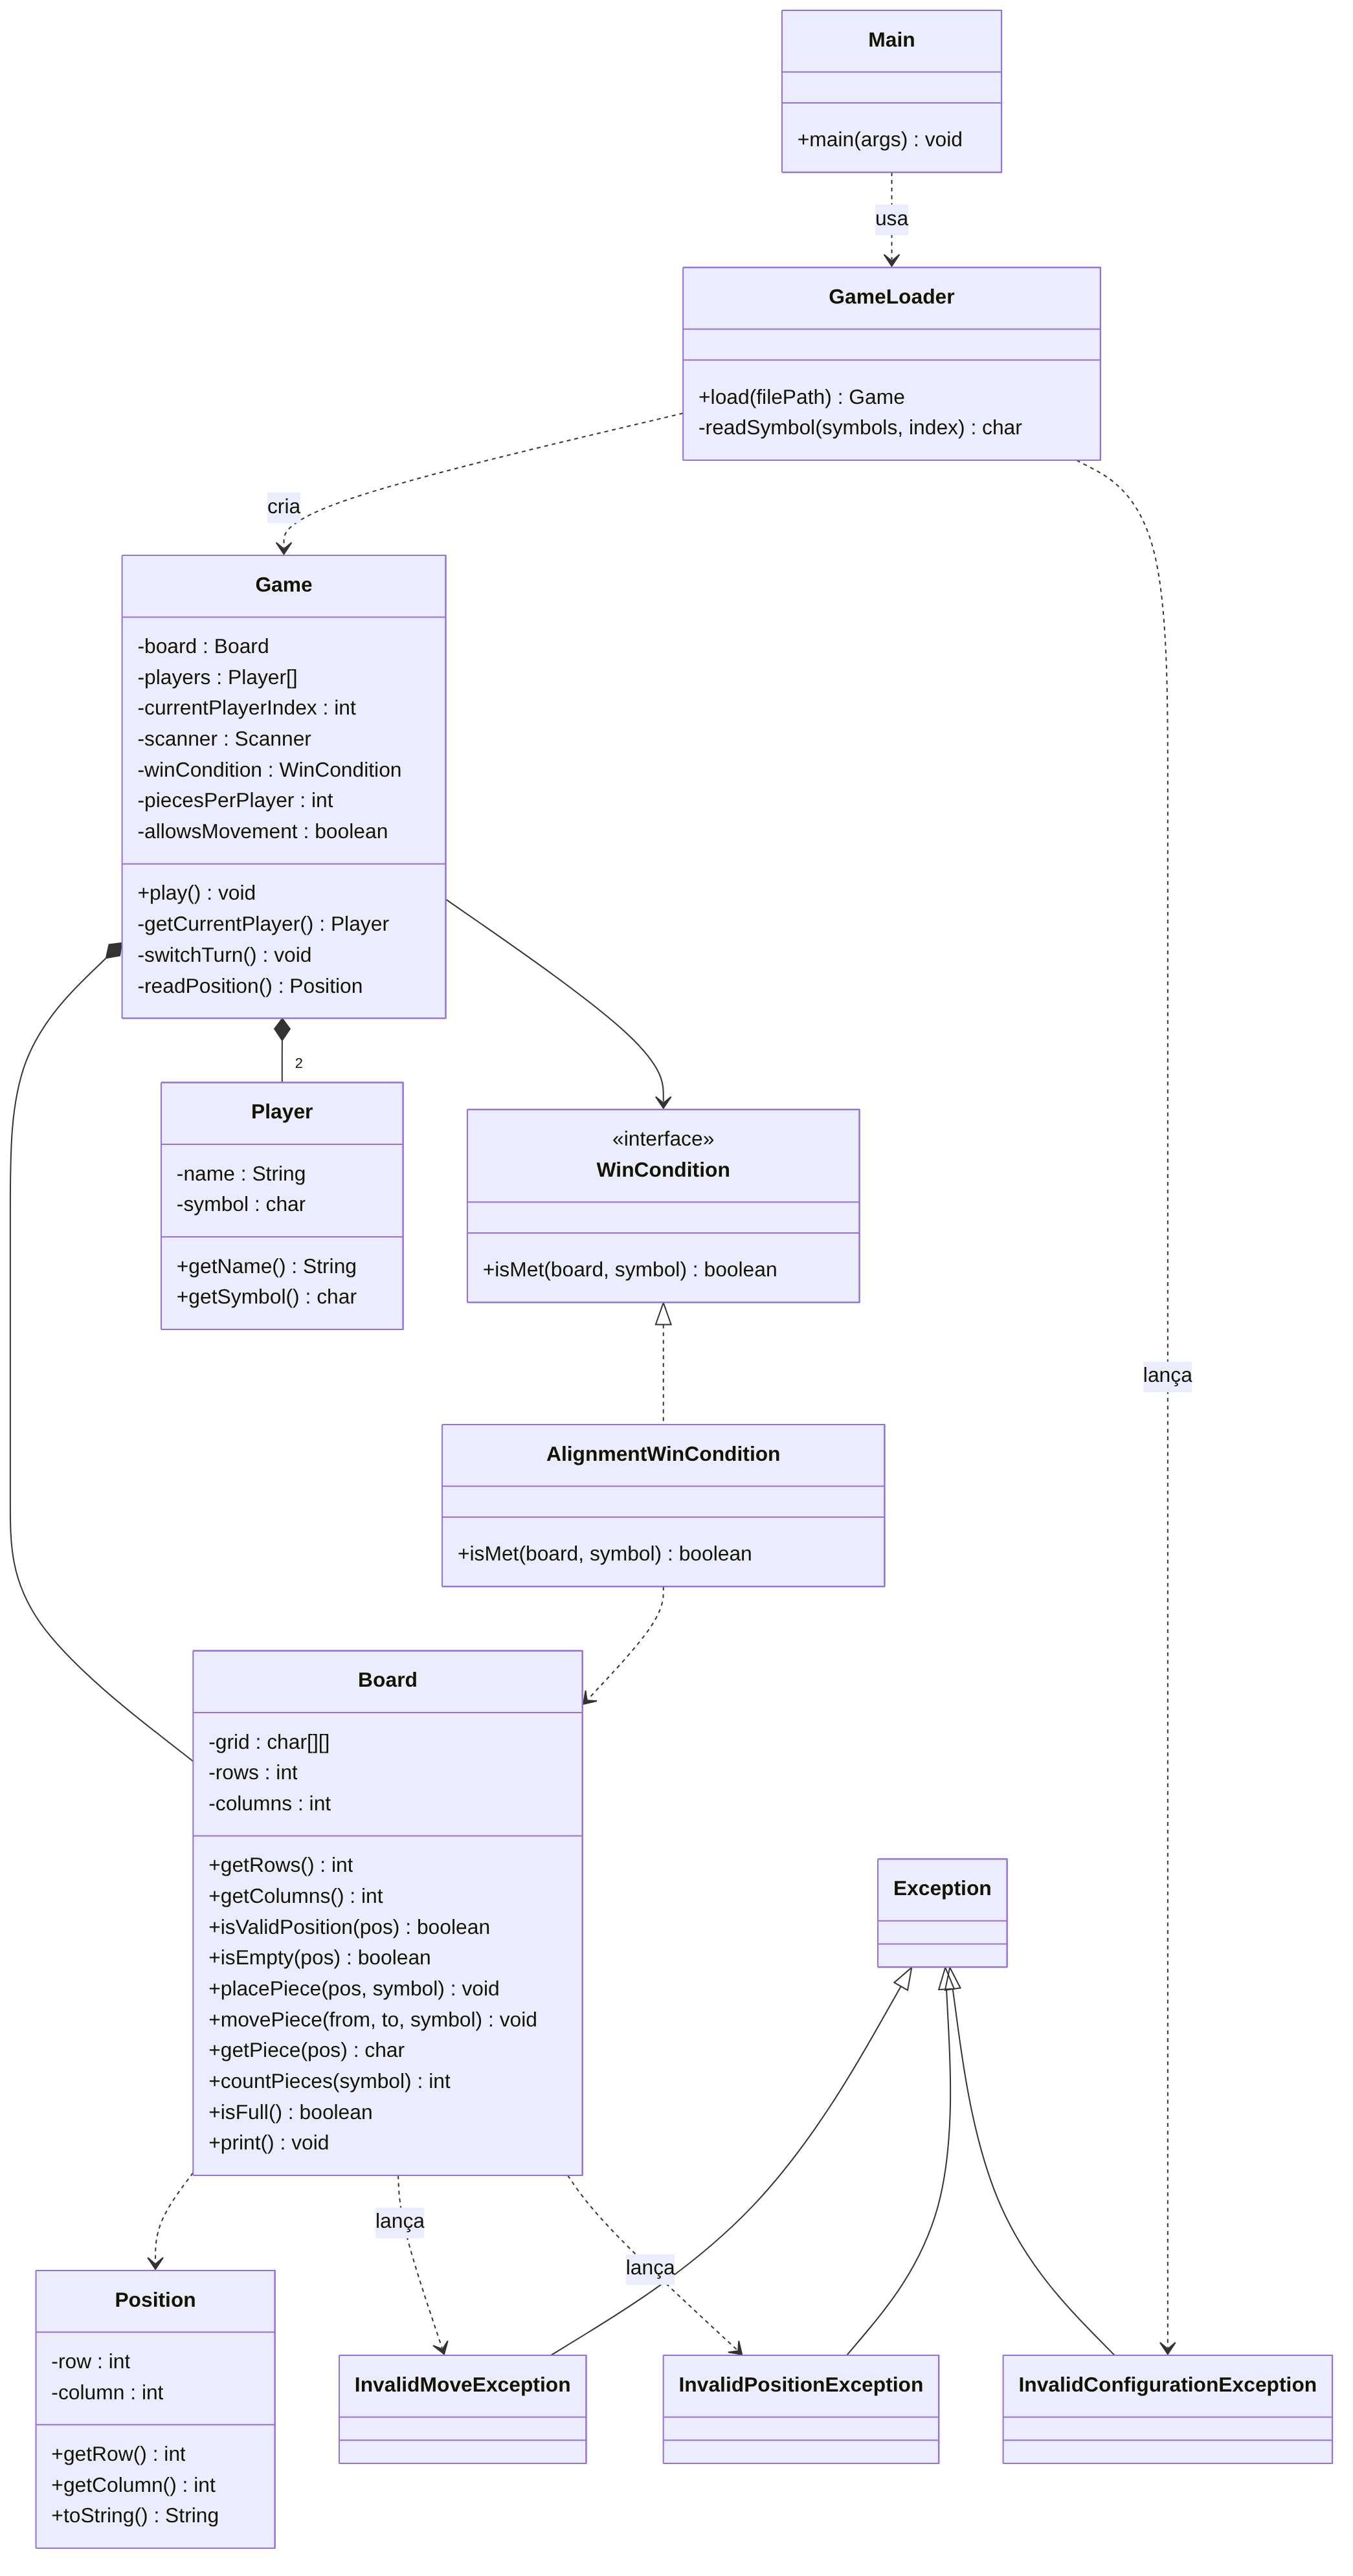 Main
+main(args) : void
usa
GameLoader
+load(filePath) : Game
-readSymbol(symbols, index) : char
cria
Game
-board : Board
-players : Player[]
-currentPlayerIndex : int
-scanner : Scanner
-winCondition : WinCondition
-piecesPerPlayer : int
-allowsMovement : boolean
+play() : void
-getCurrentPlayer() : Player
-switchTurn() : void
-readPosition() : Position
2
Player
-name : String
-symbol : char
+getName() : String
+getSymbol() : char
«interface»
WinCondition
+isMet(board, symbol) : boolean
lança
AlignmentWinCondition
+isMet(board, symbol) : boolean
Board
-grid : char[][]
-rows : int
-columns : int
+getRows() : int
+getColumns() : int
+isValidPosition(pos) : boolean
+isEmpty(pos) : boolean
+placePiece(pos, symbol) : void
+movePiece(from, to, symbol) : void
+getPiece(pos) : char
+countPieces(symbol) : int
+isFull() : boolean
+print() : void
Exception
lança
lança
Position
-row : int
-column : int
+getRow() : int
+getColumn() : int
+toString() : String
InvalidMoveException
InvalidPositionException
InvalidConfigurationException